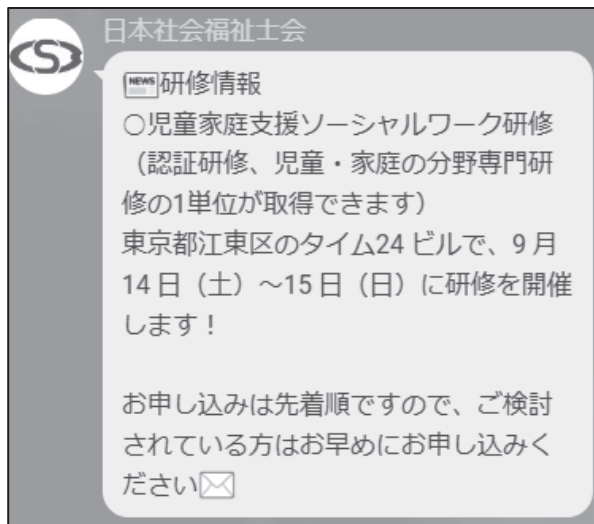 日本社会福祉士会
NEWS研修情報
○児童家庭支援ソーシャルワーク研修
（認証研修、児童・家庭の分野専門研
修の1単位が取得できます）
東京都江東区のタイム24 ビルで、9 月
14 日（土）～15 日（日）に研修を開催
します！
お申し込みは先着順ですので、ご検討
されている方はお早めにお申し込みく
ださい✉